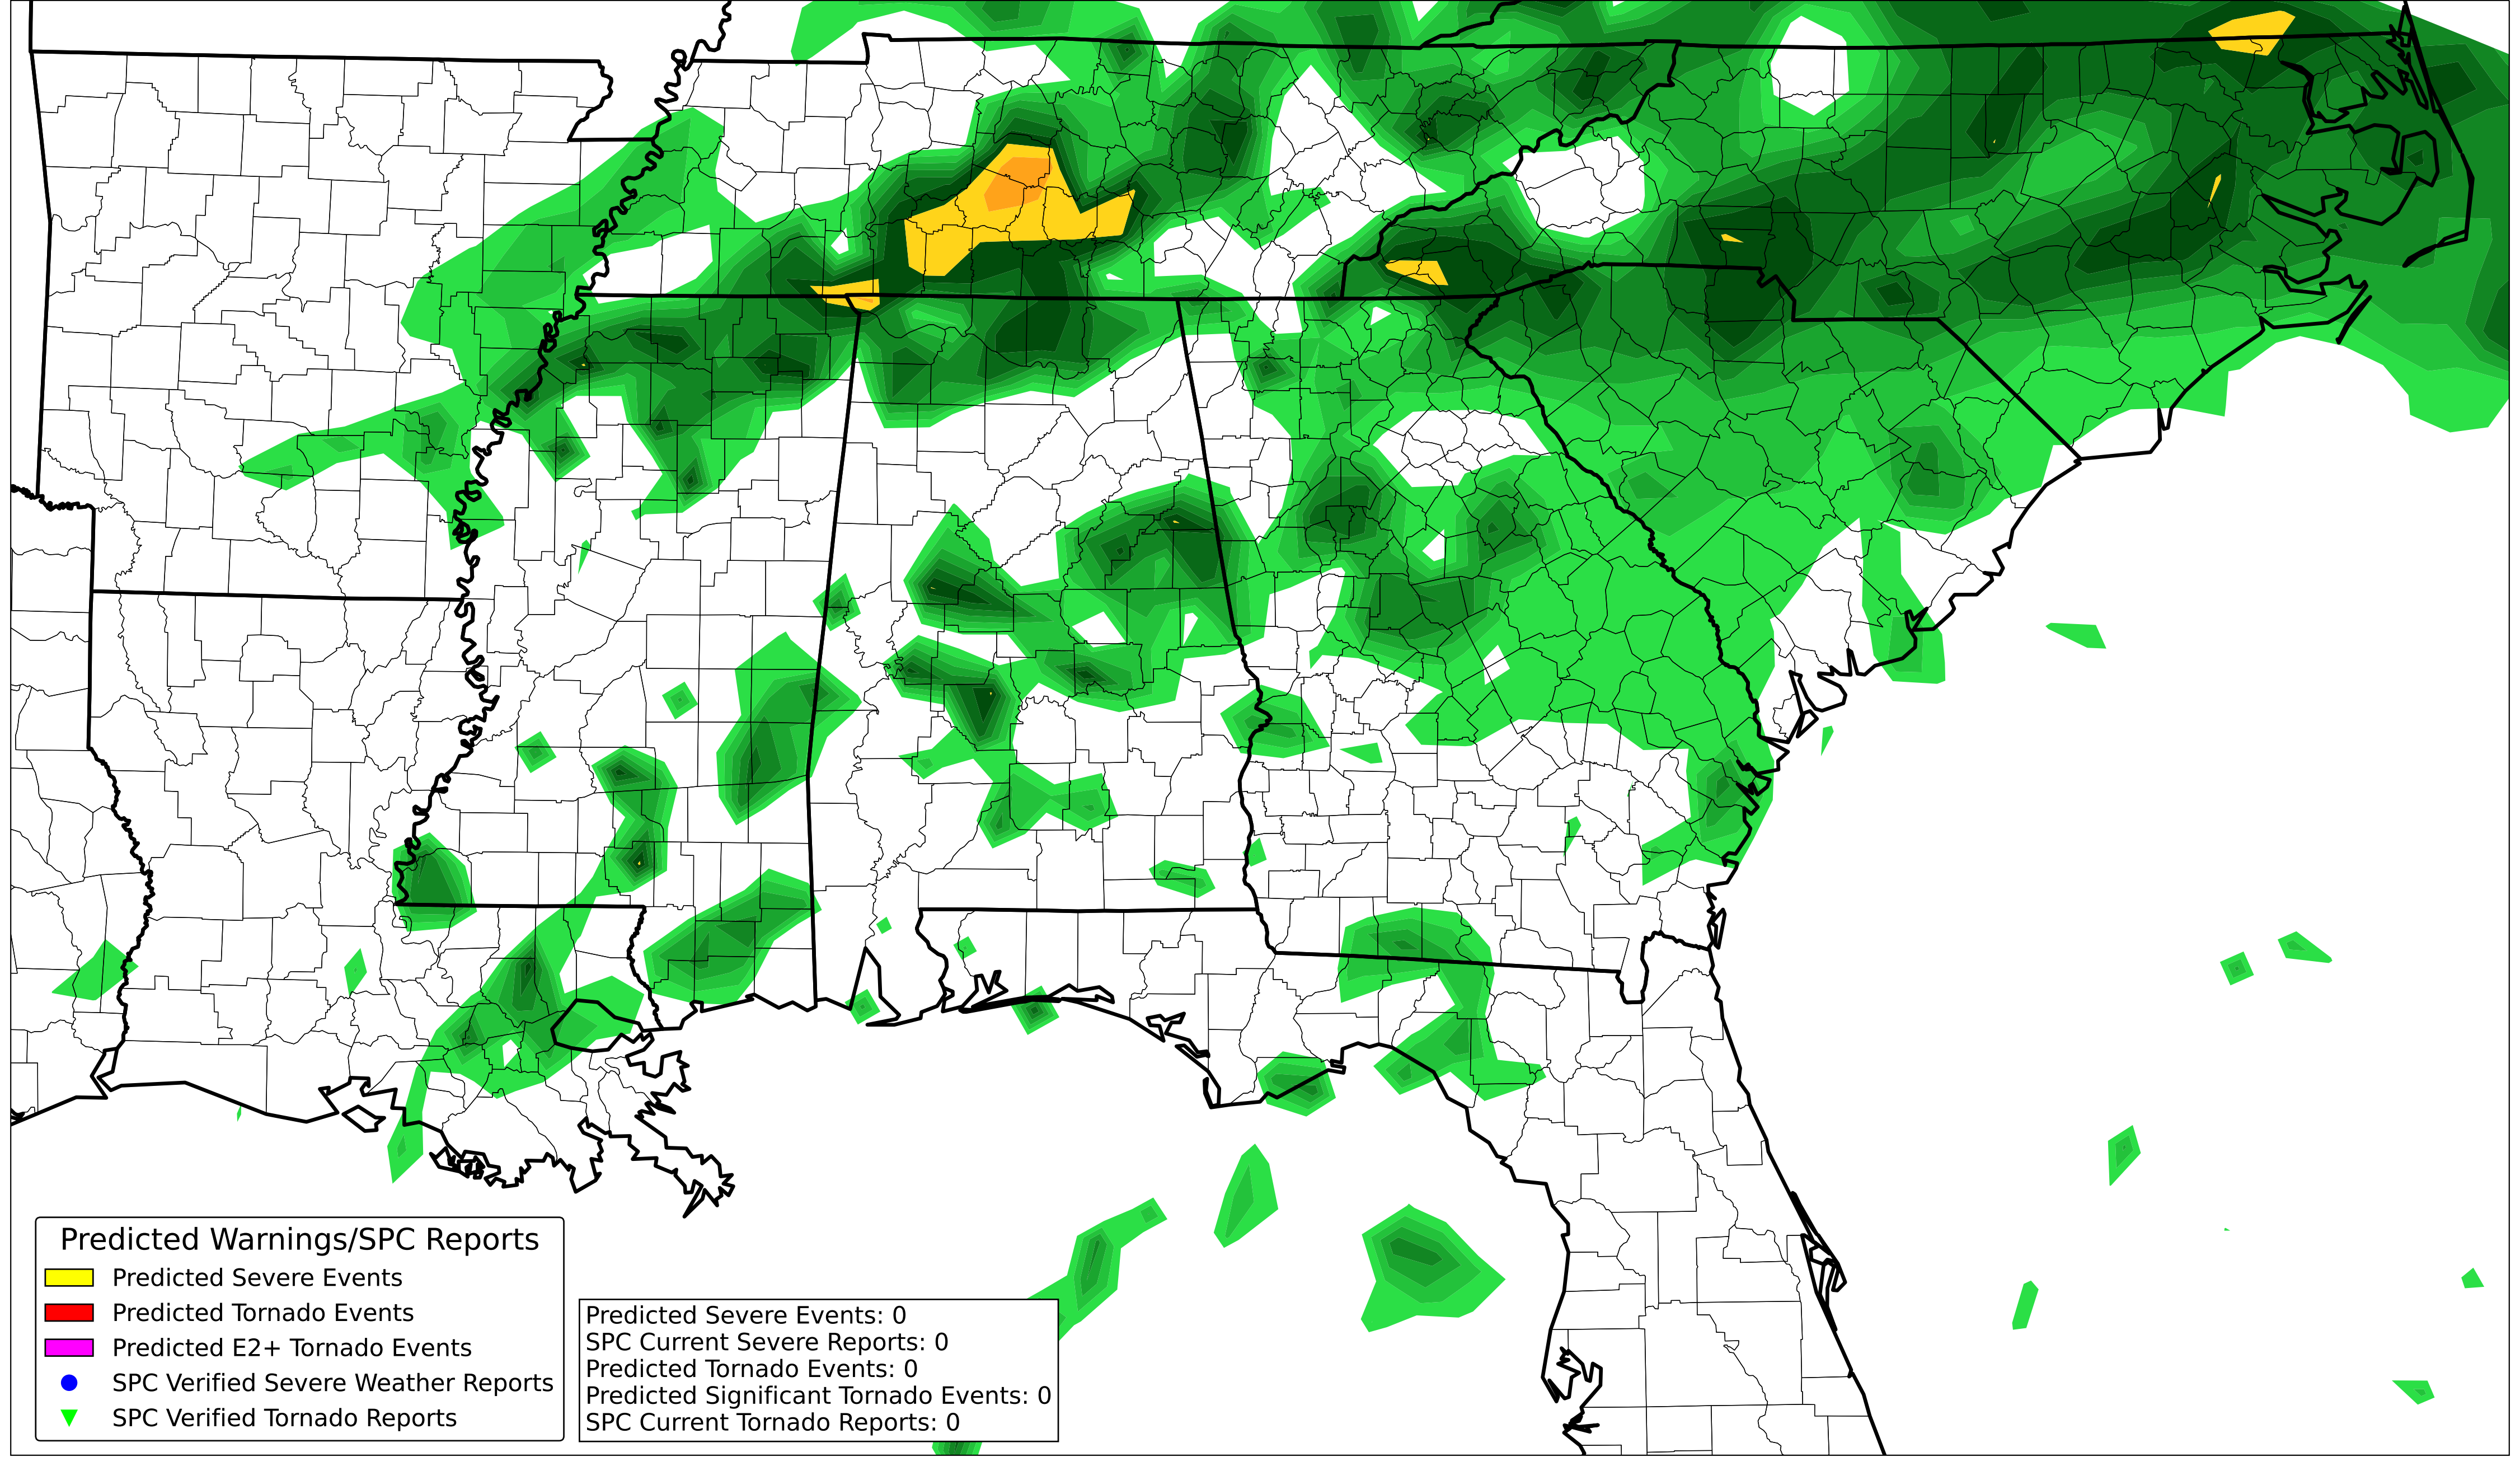 Predicted Warnings/SPC Reports
Predicted Severe Events
Predicted Tornado Events
Predicted E2+ Tornado Events
SPC Verified Severe Weather Reports
SPC Verified Tornado Reports
Predicted Severe Events: 0
SPC Current Severe Reports: 0
Predicted Tornado Events: 0
Predicted Significant Tornado Events: 0
SPC Current Tornado Reports: 0